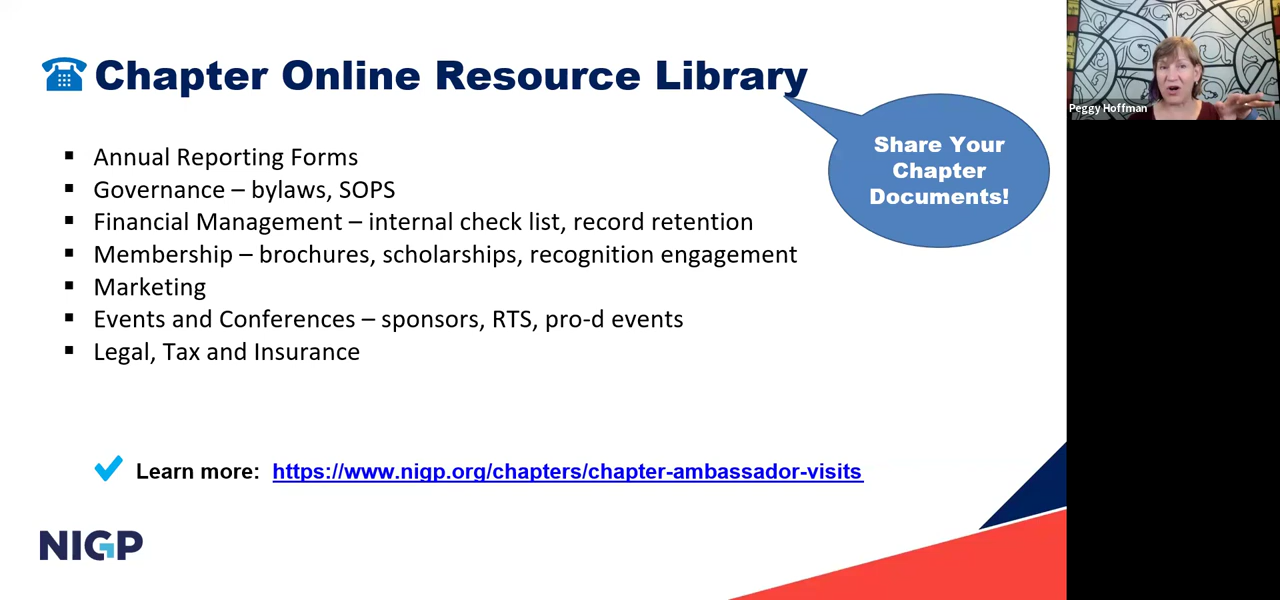 Chapter Online Resource Library
Share Your
Chapter
Documents!
Annual Reporting Forms
Governance – bylaws, SOPS
Financial Management – internal check list, record retention
Membership – brochures, scholarships, recognition engagement
Marketing
Events and Conferences – sponsors, RTS, pro-d events
Legal, Tax and Insurance
Learn more: https://www.nigp.org/chapters/chapter-ambassador-visits
NIGP
Peggy Hoffman